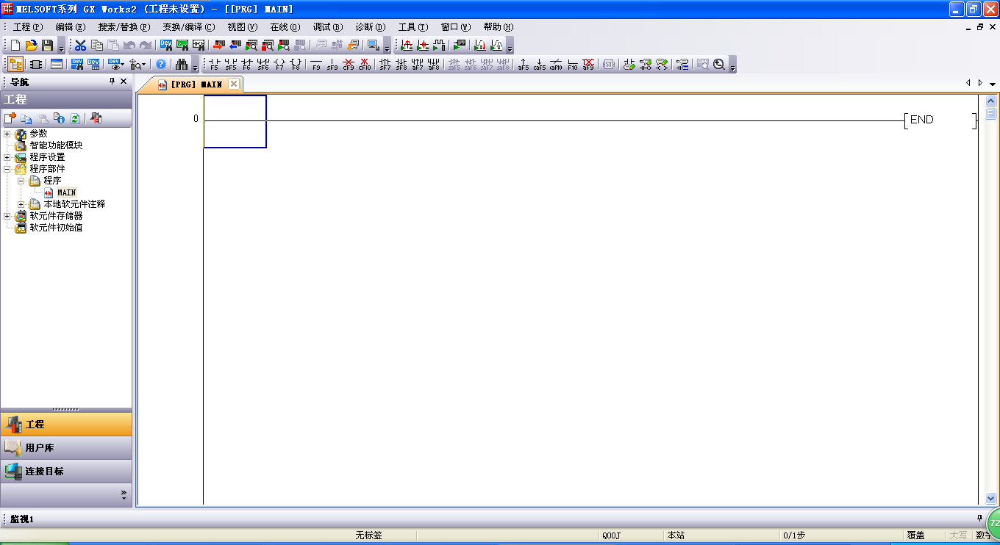 MELSOFT系列 GX Works2 (工程未设置) - [[PRG] MAIN]
工程(P) 编辑(E) 搜索/替换(F) 变换/编译(C) 视图(V) 在线(O) 调试(B) 诊断(D) 工具(T) 窗口(W) 帮助(H)
F5 sF5 F6 sF6 F7 F8 F9 sF9 cF9 cF10 sF7 sF8 aF7 aF8 saF5 saF6 saF7 saF8 aF5 caF5 caF10 F10 aF9
导航
[PRG] MAIN
工程
参数
智能功能模块
程序设置
程序部件
程序
MAIN
本地软元件注释
软元件存储器
软元件初始值
0
END
工程
用户库
连接目标
监视1
72
无标签 Q00J 本站 0/1步 覆盖 大写 数字